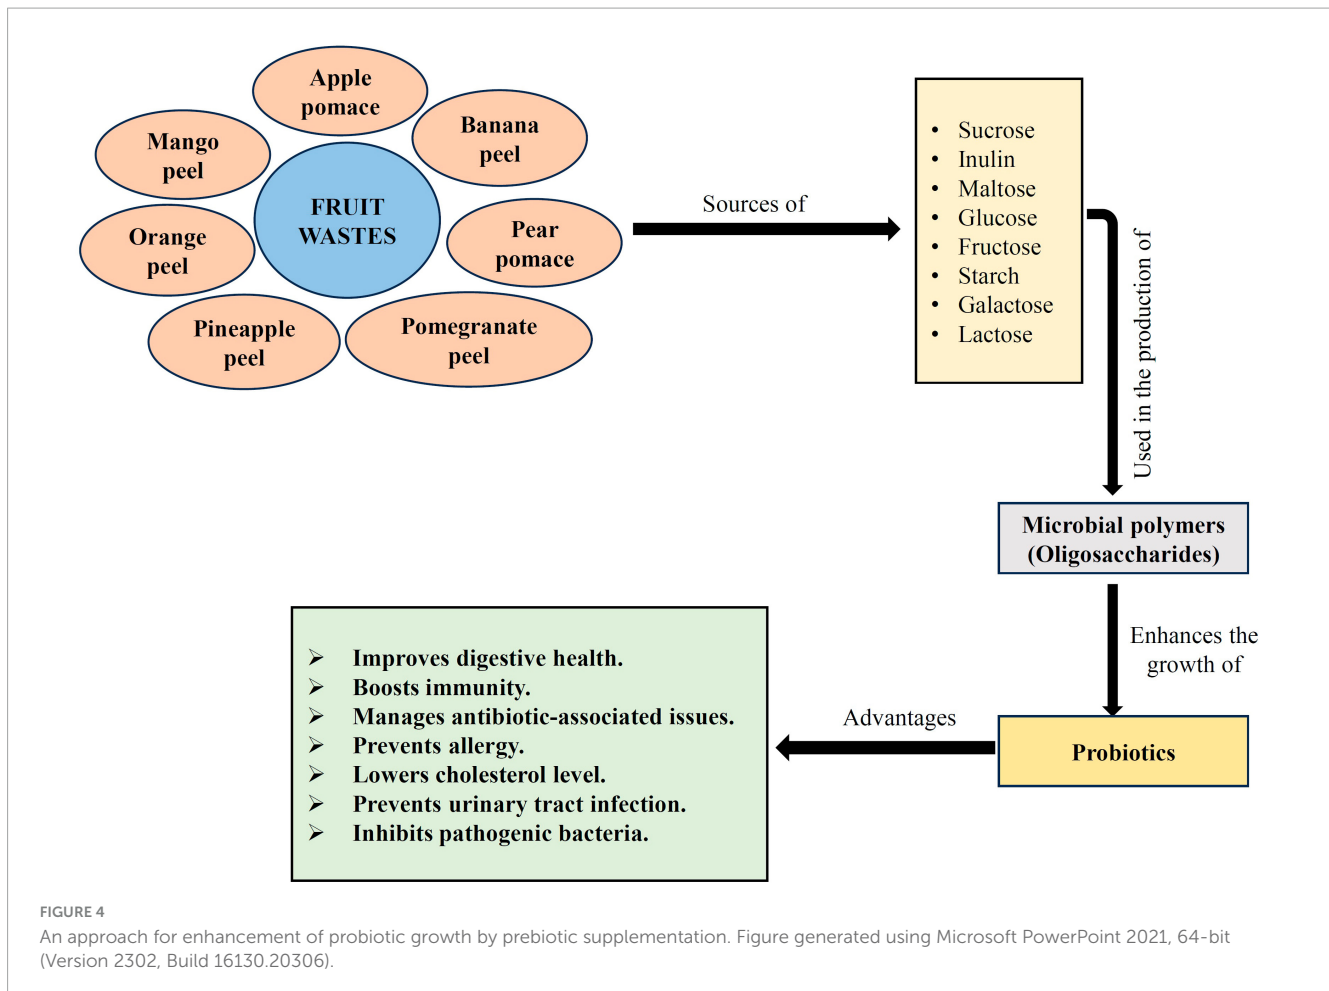 Apple
pomace
Banana
peel
Mango
peel
FRUIT
WASTES
Orange
peel
Pear
pomace
Pineapple
peel
Pomegranate
peel
Sources of
• Sucrose
• Inulin
• Maltose
• Glucose
• Fructose
• Starch
• Galactose
• Lactose
Used in the production of
Microbial polymers
(Oligosaccharides)
Enhances the
growth of
Probiotics
Advantages
➢ Improves digestive health.
➢ Boosts immunity.
➢ Manages antibiotic-associated issues.
➢ Prevents allergy.
➢ Lowers cholesterol level.
➢ Prevents urinary tract infection.
➢ Inhibits pathogenic bacteria.
FIGURE 4
An approach for enhancement of probiotic growth by prebiotic supplementation. Figure generated using Microsoft PowerPoint 2021, 64-bit
(Version 2302, Build 16130.20306).